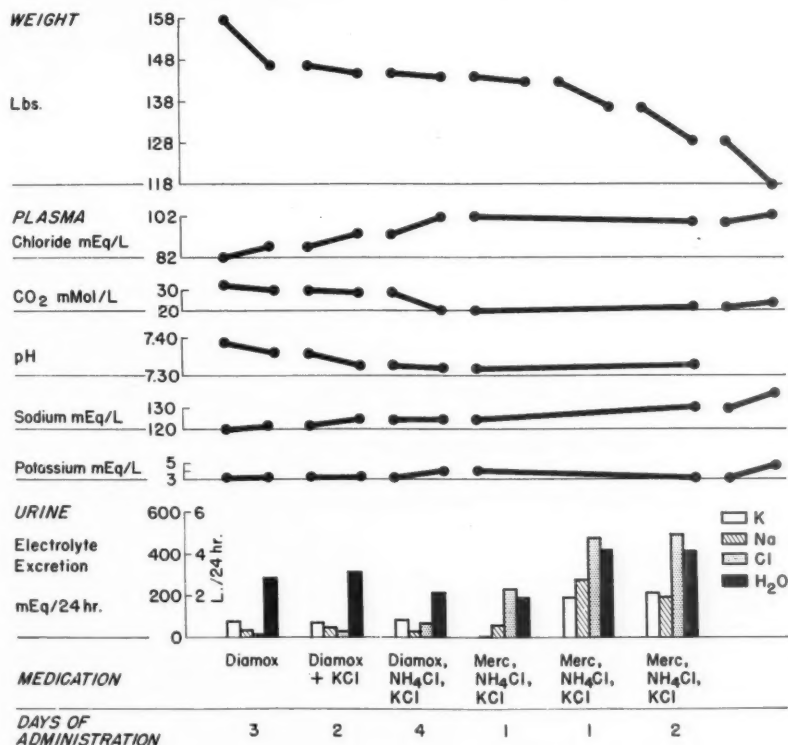 WEIGHT
Lbs.
158
148
138
128
118
PLASMA
Chloride mEq/L
102
82
CO₂ mMol/L
30
20
pH
7.40
7.30
Sodium mEq/L
130
120
Potassium mEq/L
5
3
URINE
Electrolyte
Excretion
mEq/24 hr.
600
400
200
0
6
4
2
L./24 hr.
K
Na
Cl
H₂O
MEDICATION
Diamox
Diamox
+ KCl
Diamox,
NH₄Cl,
KCl
Merc,
NH₄Cl,
KCl
Merc,
NH₄Cl,
KCl
Merc,
NH₄Cl,
KCl
DAYS OF
ADMINISTRATION
3 2 4 1 1 2